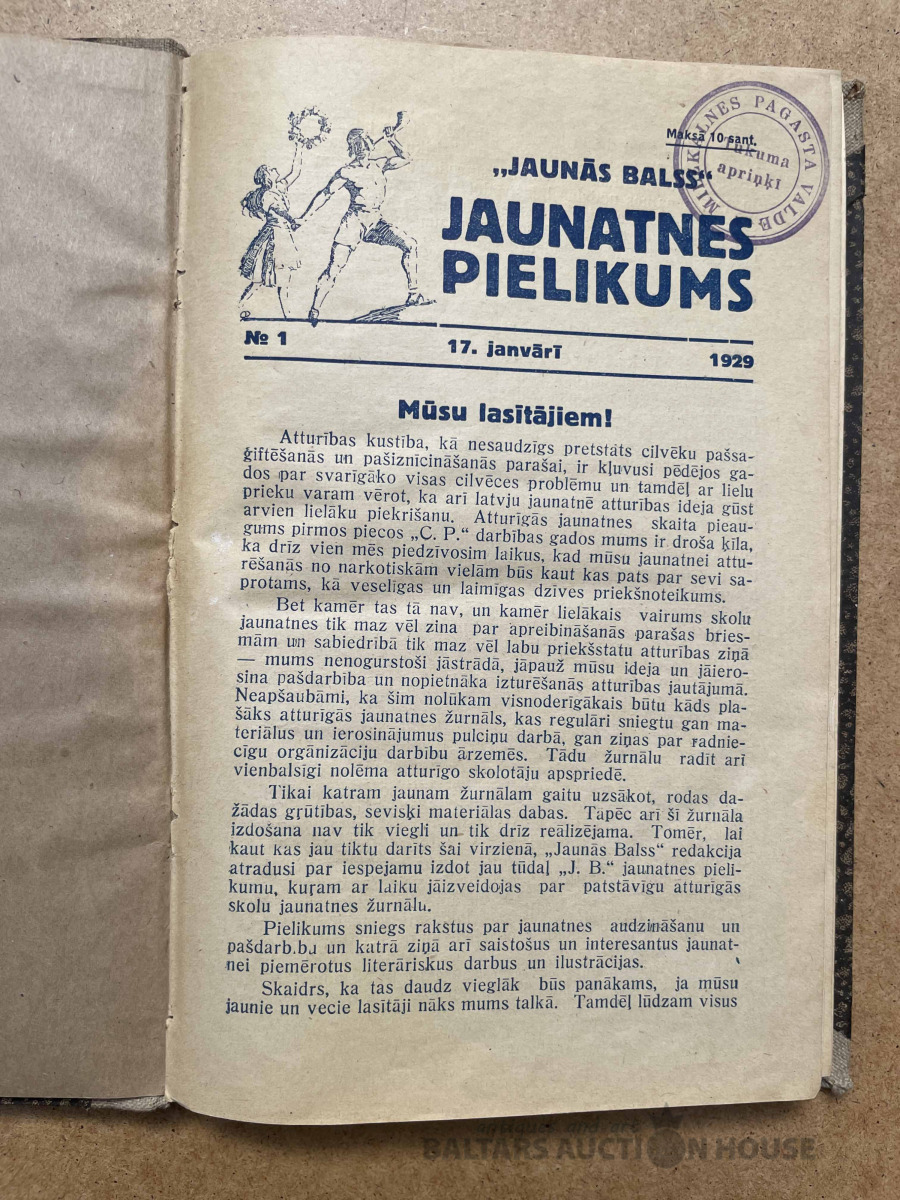 Maksā 10 sant.
MILZKALNES PAGASTA VALDE
Tukuma
apriņķī
„JAUNĀS BALSS“
JAUNATNES
PIELIKUMS
№ 1 17. janvārī 1929
Mūsu lasītājiem!
Atturības kustība, kā nesaudzīgs pretstats cilvēku pašsa-
ģiftēšanās un pašiznīcināšanās parašai, ir kļuvusi pēdējos ga-
dos par svarīgāko visas cilvēces problēmu un tamdēļ ar lielu
prieku varam vērot, ka arī latvju jaunatnē atturības ideja gūst
arvien lielāku piekrišanu. Atturīgās jaunatnes skaita pieau-
gums pirmos piecos „C. P.“ darbības gados mums ir droša ķīla,
ka drīz vien mēs piedzīvosim laikus, kad mūsu jaunatnei attu-
rēšanās no narkotiskām vielām būs kaut kas pats par sevi sa-
protams, kā veselīgas un laimīgas dzīves priekšnoteikums.
Bet kamēr tas tā nav, un kamēr lielākais vairums skolu
jaunatnes tik maz vēl zina par apreibināšanās parašas bries-
mām un sabiedrībā tik maz vēl labu priekšstatu atturības ziņā
— mums nenogurstoši jāstrādā, jāpauž mūsu ideja un jāiero-
sina pašdarbība un nopietnāka izturēšanās atturības jautājumā.
Neapšaubāmi, ka šim nolūkam visnoderīgākais būtu kāds pla-
šāks atturīgās jaunatnes žurnāls, kas regulāri sniegtu gan ma-
teriālus un ierosinājumus pulciņu darbā, gan ziņas par radnie-
cīgu orgānizāciju darbību ārzemēs. Tādu žurnālu radīt arī
vienbalsīgi nolēma atturīgo skolotāju apspriedē.
Tikai katram jaunam žurnālam gaitu uzsākot, rodas da-
žādas grūtības, sevišķi materiālas dabas. Tapēc arī šī žurnāla
izdošana nav tik viegli un tik drīz reālizējama. Tomēr, lai
kaut kas jau tiktu darīts šai virzienā, „Jaunās Balss“ redakcija
atradusi par iespejamu izdot jau tūdaļ „J. B.“ jaunatnes pieli-
kumu, kuŗam ar laiku jāizveidojas par patstāvīgu atturīgās
skolu jaunatnes žurnālu.
Pielikums sniegs rakstus par jaunatnes audzināšanu un
pašdarb.bu un katrā ziņā arī saistošus un interesantus jaunat-
nei piemērotus literāriskus darbus un ilustrācijas.
Skaidrs, ka tas daudz vieglāk būs panākams, ja mūsu
jaunie un vecie lasītāji nāks mums talkā. Tamdēļ lūdzam visus
BALTARS AUCTION HOUSE